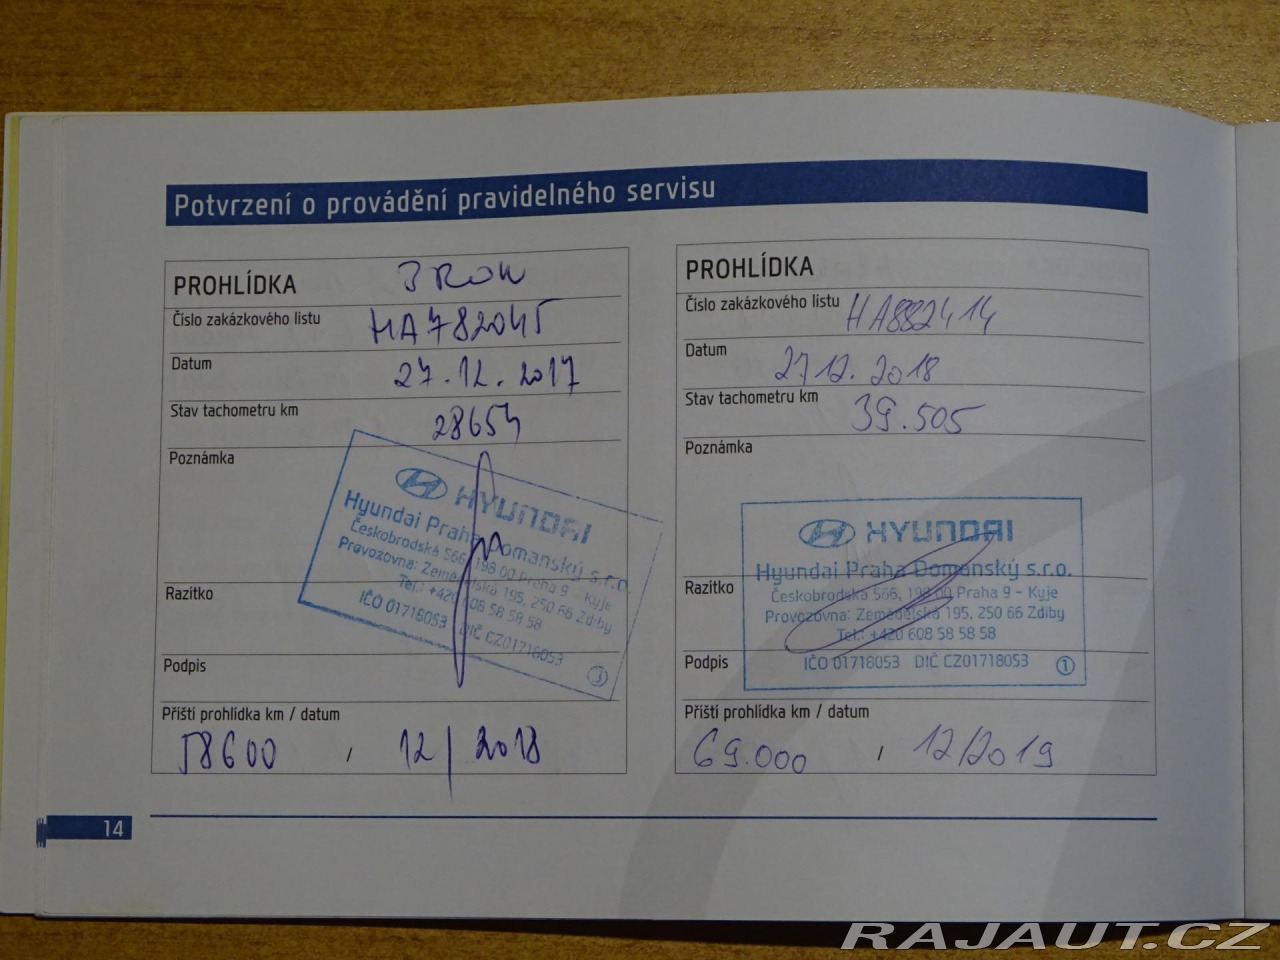 Potvrzení o provádění pravidelného servisu
PROHLÍDKA 3 ROK
Číslo zakázkového listu HA782045
Datum 27.12.2017
Stav tachometru km 28654
Poznámka
HYUNDAI
Hyundai Praha Domanský s.r.o.
Českobrodská 566, 198 00 Praha 9 - Kyje
Provozovna: Zemědělská 195, 250 66 Zdiby
Tel.: +420 608 58 58 58
IČO 01718053 DIČ CZ01718053 3
Razítko
Podpis
Příští prohlídka km / datum
58600 / 12/2018
PROHLÍDKA
Číslo zakázkového listu HA882414
Datum 27.12.2018
Stav tachometru km 39.505
Poznámka
HYUNDAI
Hyundai Praha Domanský s.r.o.
Českobrodská 566, 198 00 Praha 9 - Kyje
Provozovna: Zemědělská 195, 250 66 Zdiby
Tel.: +420 608 58 58 58
IČO 01718053 DIČ CZ01718053 1
Razítko
Podpis
Příští prohlídka km / datum
69.000 / 12/2019
14
RAJAUT.CZ